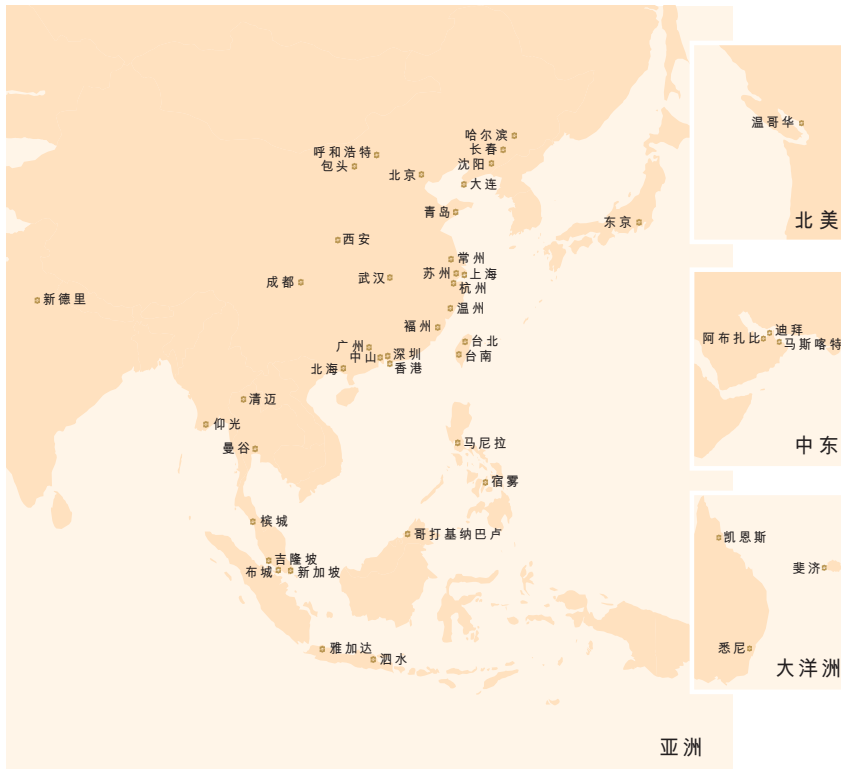 哈尔滨
长春
呼和浩特
沈阳
包头
北京
大连
青岛
东京
西安
常州
苏州
上海
成都
武汉
杭州
新德里
温州
福州
台北
广州
中山
深圳
台南
北海
香港
清迈
仰光
马尼拉
曼谷
宿雾
槟城
哥打基纳巴卢
吉隆坡
布城
新加坡
雅加达
泗水
亚洲
温哥华
北美
迪拜
阿布扎比
马斯喀特
中东
凯恩斯
斐济
悉尼
大洋洲